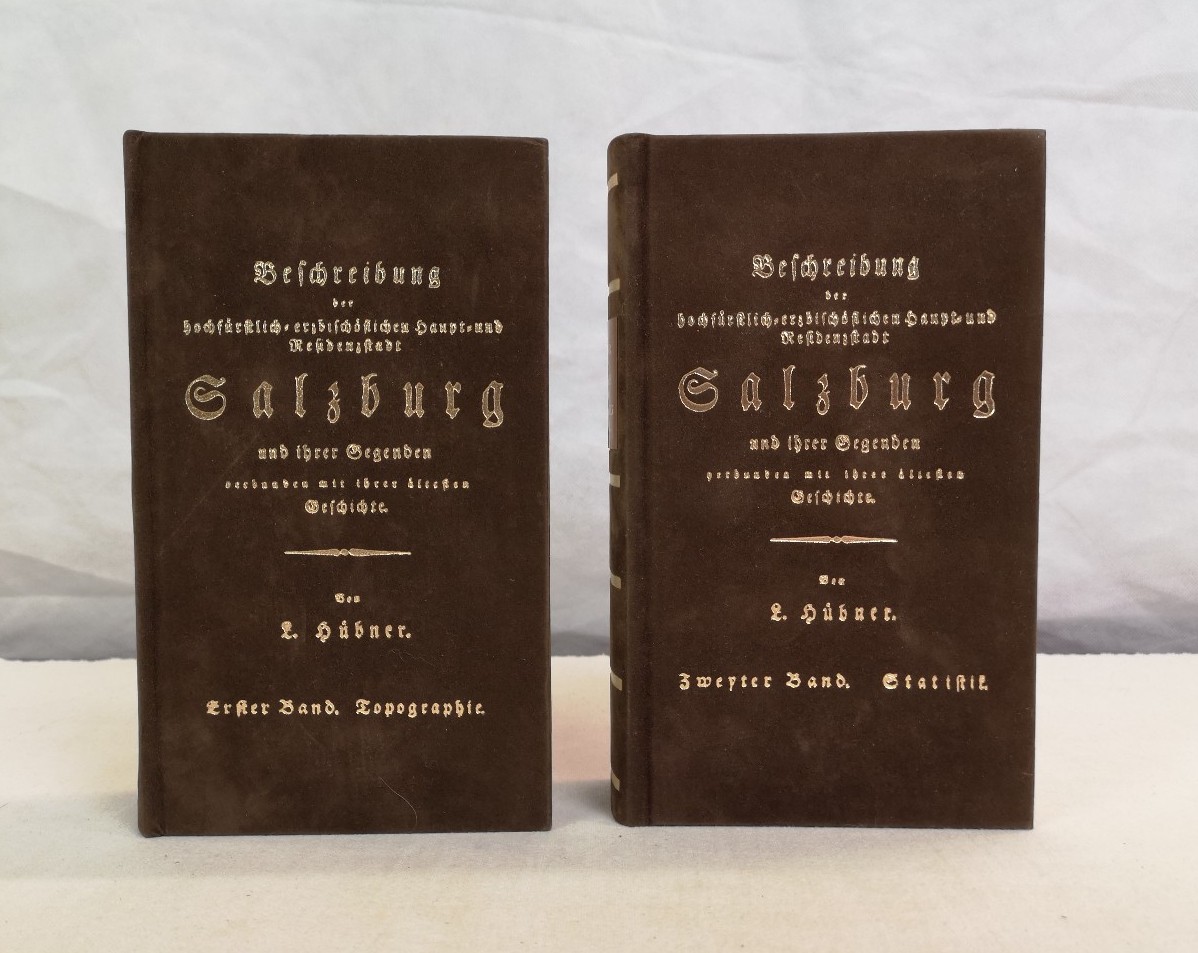 Beſchreibung
der
hochfürſtlich-erzbiſchöflichen Haupt-und
Reſidenzſtadt
Salzburg
und ihrer Gegenden
verbunden mit ihrer älteſten
Geſchichte.
Von
L. Hübner.
Erſter Band. Topographie.
Beſchreibung
der
hochfürſtlich-erzbiſchöflichen Haupt-und
Reſidenzſtadt
Salzburg
und ihrer Gegenden
verbunden mit ihrer älteſten
Geſchichte.
Von
L. Hübner.
Zweyter Band. Statiſtik.